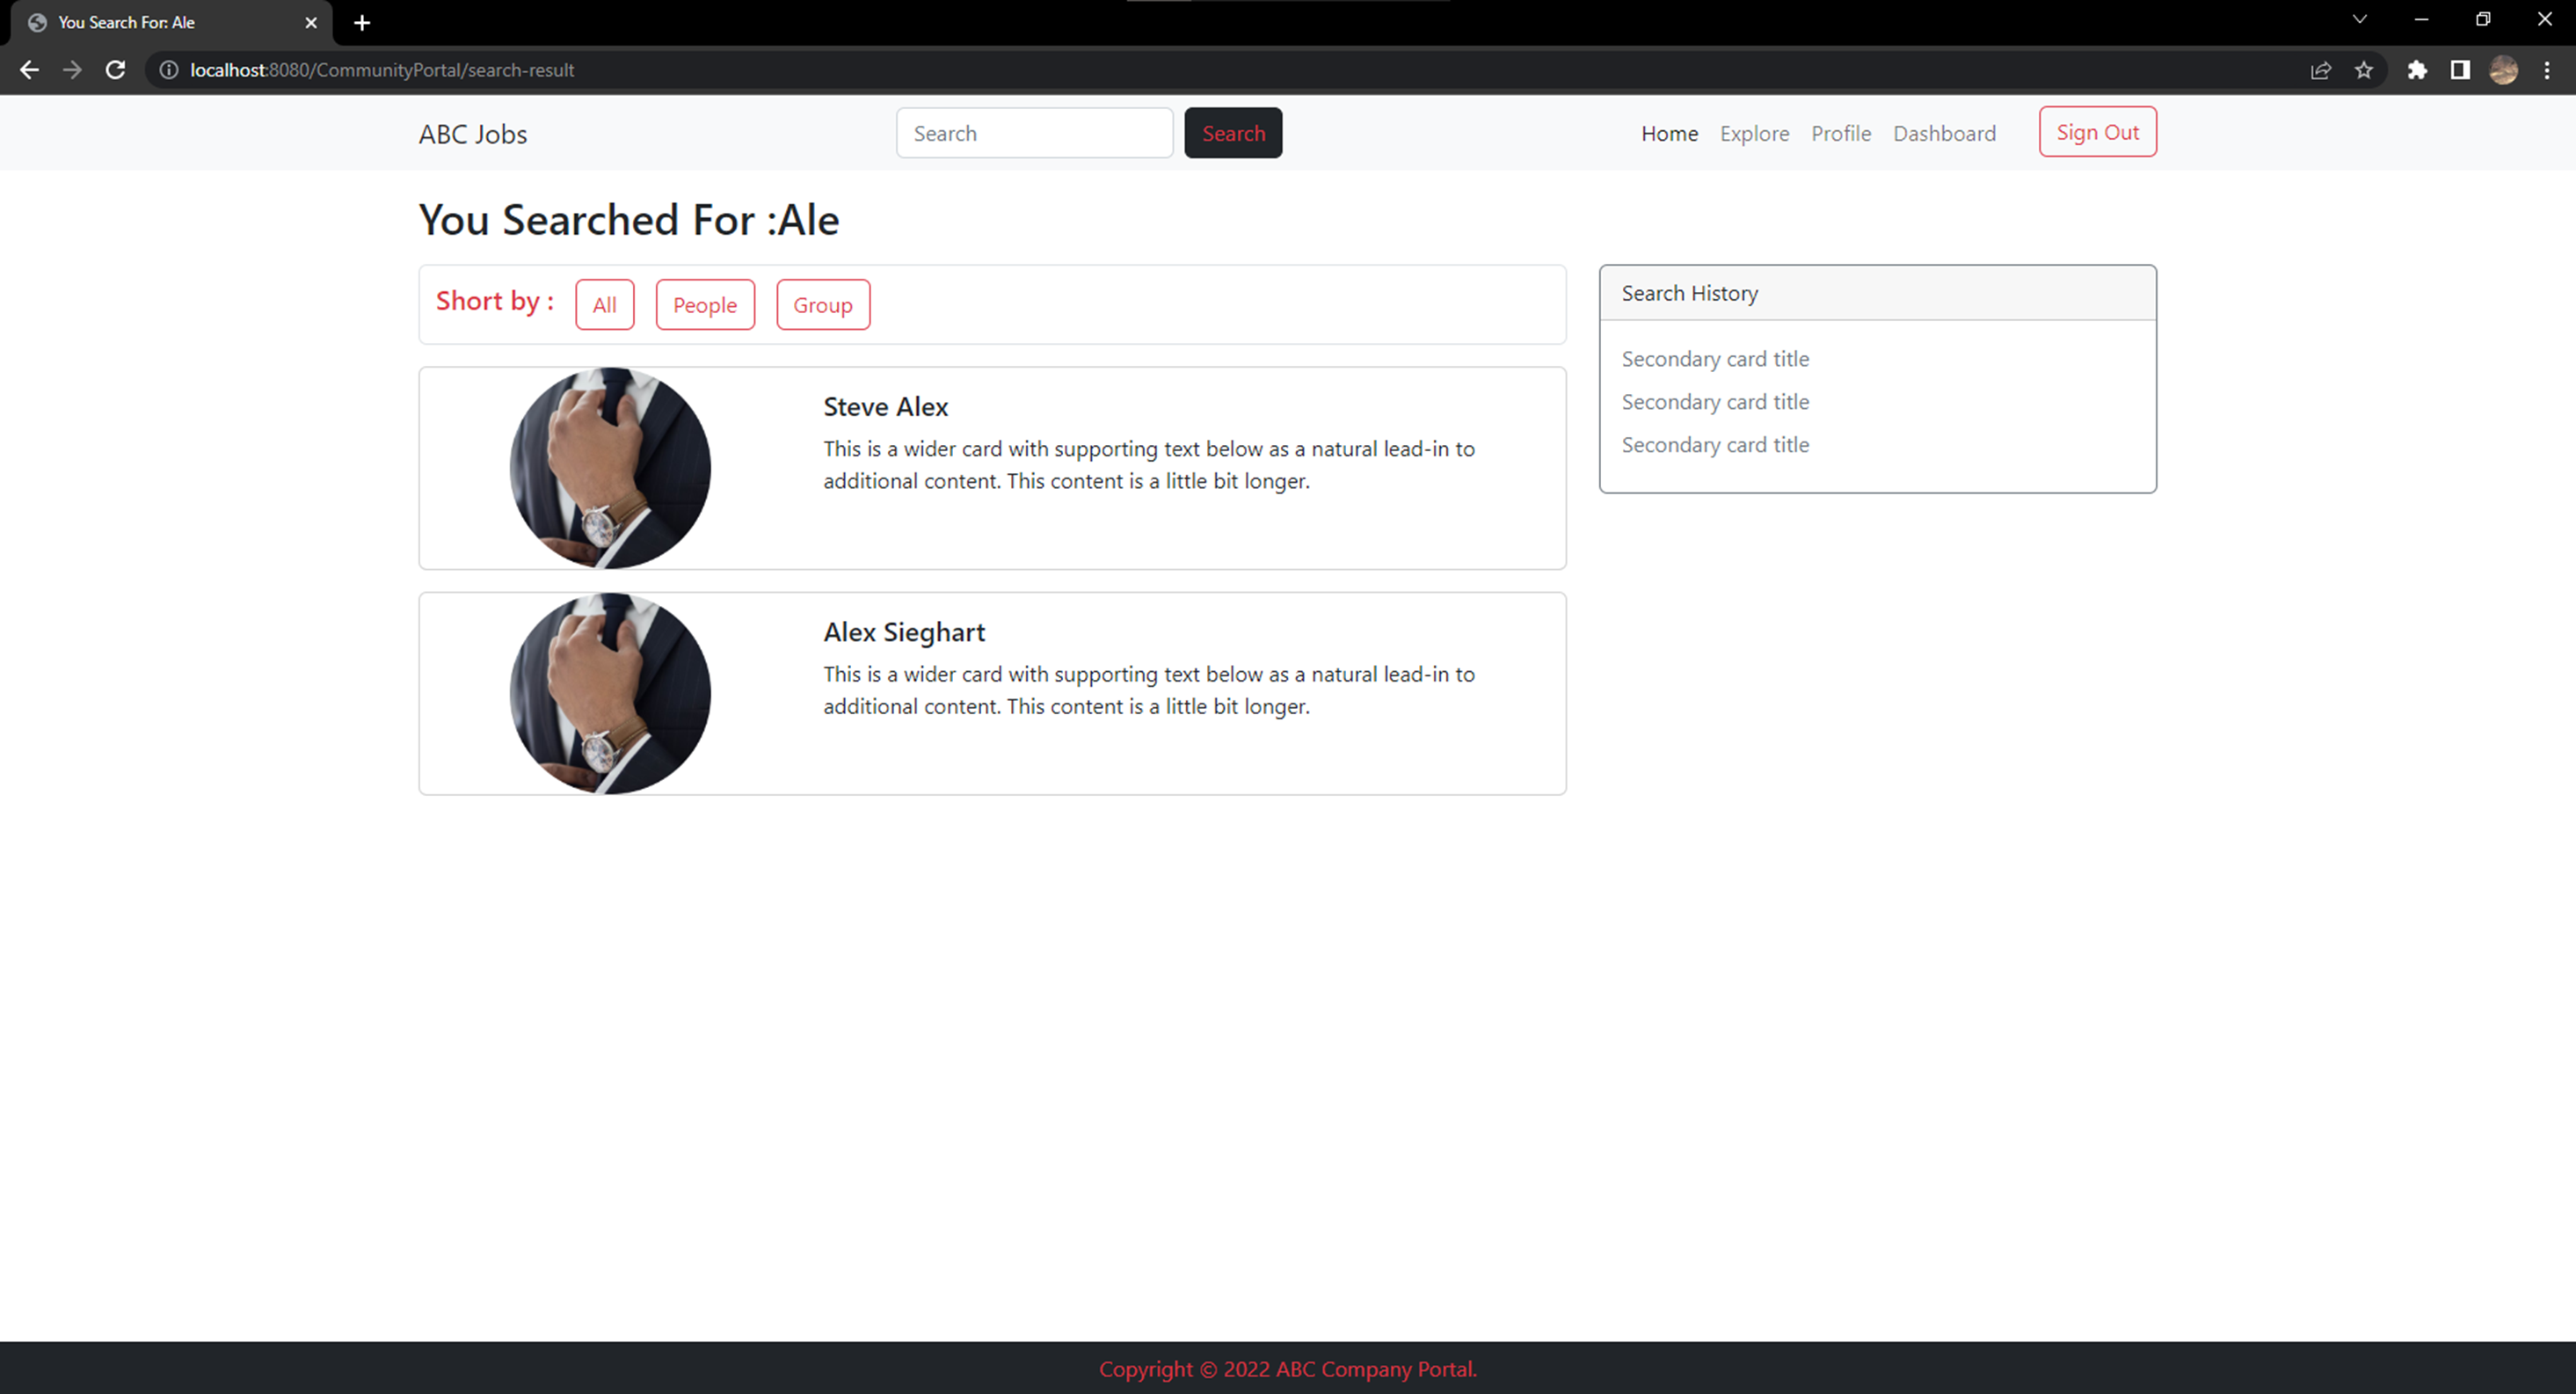 You Search For: Ale
localhost:8080/CommunityPortal/search-result
ABC Jobs
Search
Search
Home
Explore
Profile
Dashboard
Sign Out
You Searched For :Ale
Short by :
All
People
Group
Steve Alex
This is a wider card with supporting text below as a natural lead-in to
additional content. This content is a little bit longer.
Alex Sieghart
This is a wider card with supporting text below as a natural lead-in to
additional content. This content is a little bit longer.
Search History
Secondary card title
Secondary card title
Secondary card title
Copyright © 2022 ABC Company Portal.